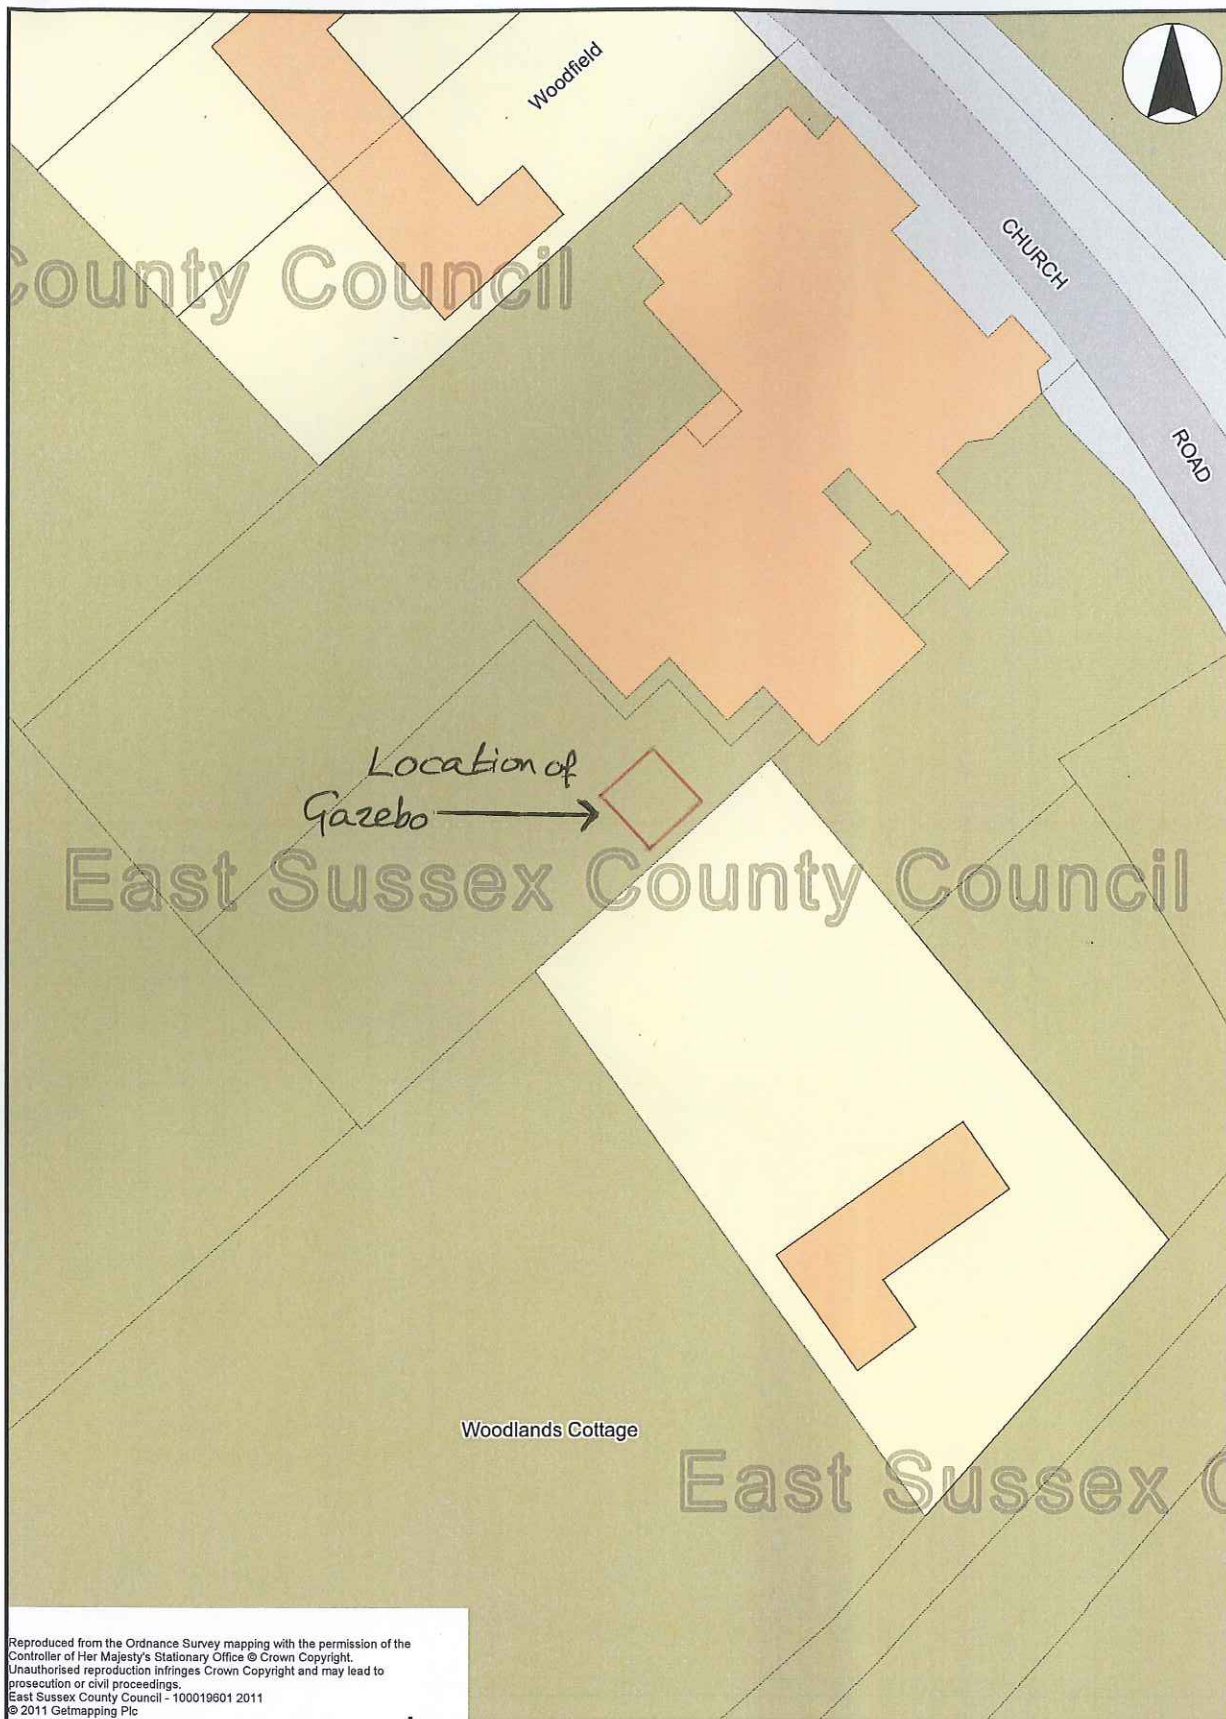 Woodfield
County Council
CHURCH
ROAD
Location of
Gazebo
East Sussex County Council
Woodlands Cottage
East Sussex C
Reproduced from the Ordnance Survey mapping with the permission of the
Controller of Her Majesty's Stationary Office © Crown Copyright.
Unauthorised reproduction infringes Crown Copyright and may lead to
prosecution or civil proceedings.
East Sussex County Council - 100019601 2011
© 2011 Getmapping Plc